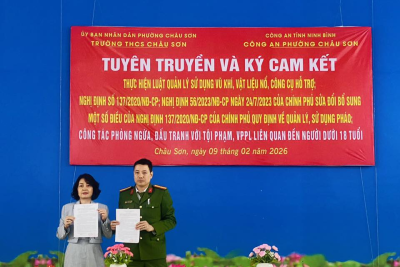 ỦY BAN NHÂN DÂN PHƯỜNG CHÂU SƠN
TRƯỜNG THCS CHÂU SƠN
CÔNG AN TỈNH NINH BÌNH
CÔNG AN PHƯỜNG CHÂU SƠN
TUYÊN TRUYỀN VÀ KÝ CAM KẾT
THỰC HIỆN LUẬT QUẢN LÝ SỬ DỤNG VŨ KHÍ, VẬT LIỆU NỔ, CÔNG CỤ HỖ TRỢ;
NGHỊ ĐỊNH SỐ 137/2020/NĐ-CP; NGHỊ ĐỊNH 56/2023/NĐ-CP NGÀY 24/7/2023 CỦA CHÍNH PHỦ SỬA ĐỔI BỔ SUNG
MỘT SỐ ĐIỀU CỦA NGHỊ ĐỊNH 137/2020/NĐ-CP CỦA CHÍNH PHỦ QUY ĐỊNH VỀ QUẢN LÝ, SỬ DỤNG PHÁO;
CÔNG TÁC PHÒNG NGỪA, ĐẤU TRANH VỚI TỘI PHẠM, VPPL LIÊN QUAN ĐẾN NGƯỜI DƯỚI 18 TUỔI
Châu Sơn, ngày 09 tháng 02 năm 2026